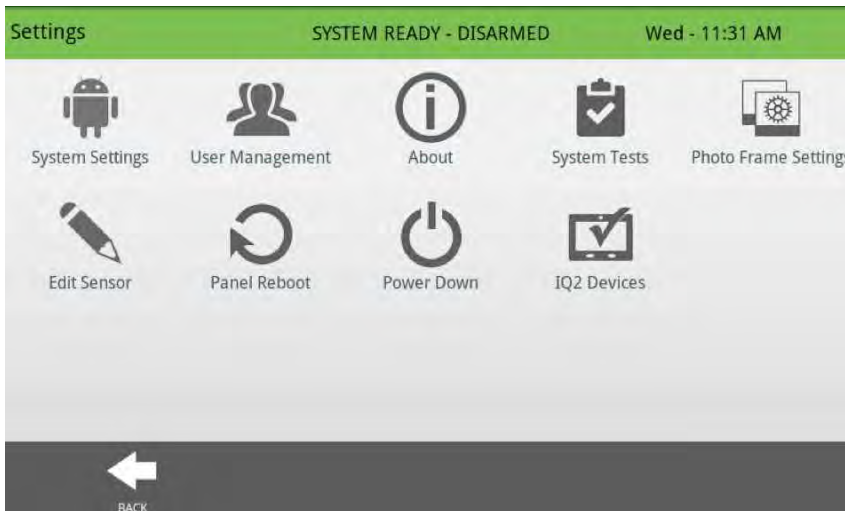 Settings SYSTEM READY - DISARMED Wed - 11:31 AM
System Settings User Management About System Tests Photo Frame Setting
Edit Sensor Panel Reboot Power Down IQ2 Devices
BACK